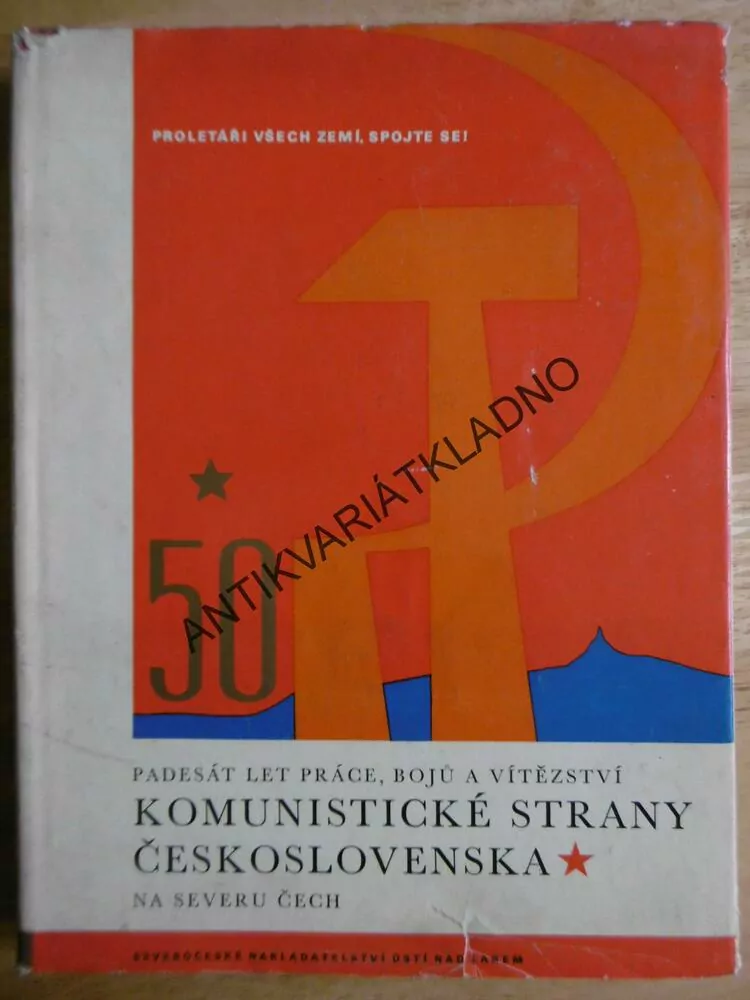 PROLETÁŘI VŠECH ZEMÍ, SPOJTE SE!
50
ANTIKVARIÁTKLADNO
PADESÁT LET PRÁCE, BOJŮ A VÍTĚZSTVÍ
KOMUNISTICKÉ STRANY
ČESKOSLOVENSKA
NA SEVERU ČECH
SEVEROČESKÉ NAKLADATELSTVÍ ÚSTÍ NAD LABEM